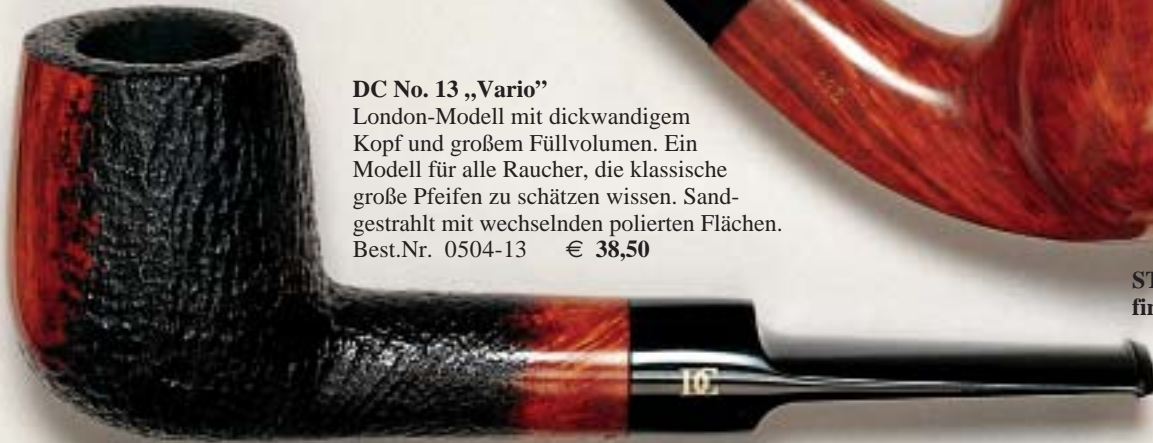 DC No. 13 „Vario”
London-Modell mit dickwandigem
Kopf und großem Füllvolumen. Ein
Modell für alle Raucher, die klassische
große Pfeifen zu schätzen wissen. Sand-
gestrahlt mit wechselnden polierten Flächen.
Best.Nr. 0504-13 € 38,50
DC